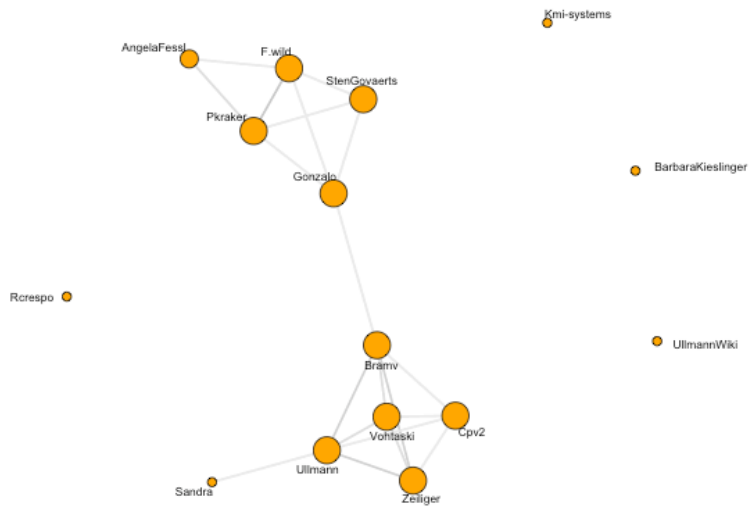 Kmi-systems
AngelaFessl
F.wild
StenGovaerts
Pkraker
BarbaraKieslinger
Gonzalo
Rcrespo
UllmannWiki
Bramv
Cpv2
Vohtaski
Ullmann
Sandra
Zeiliger